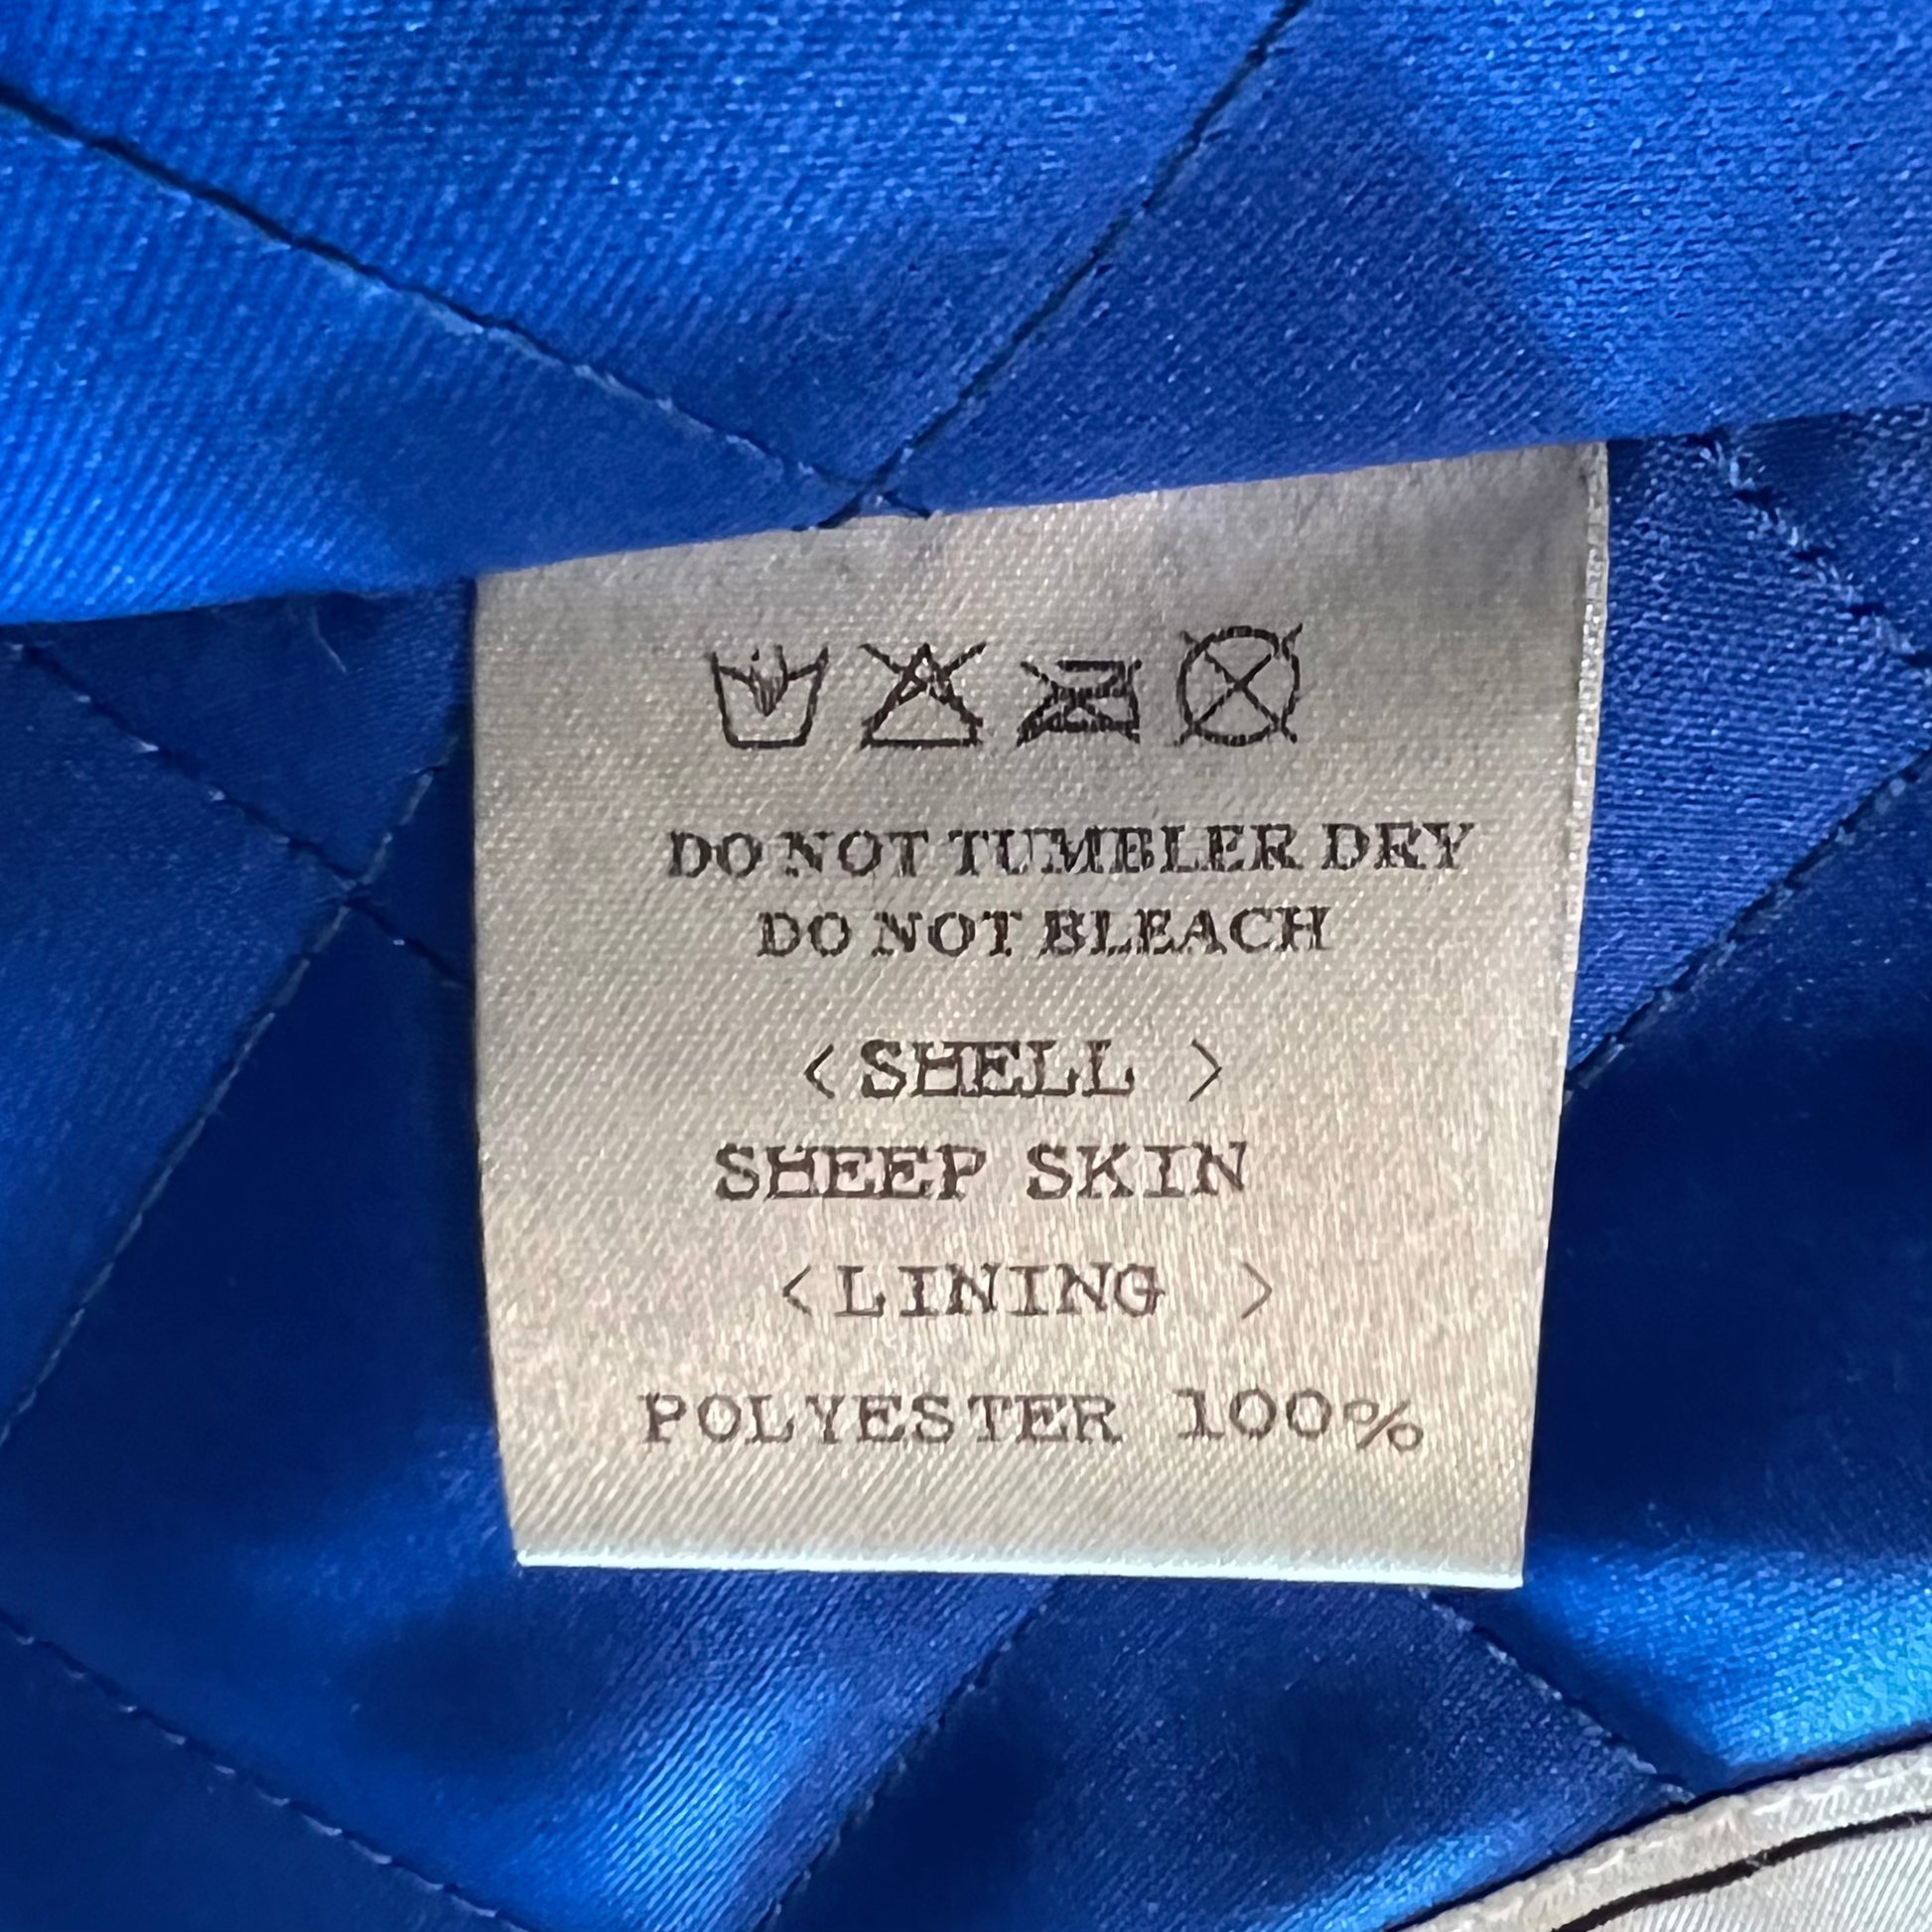 DO NOT TUMBLER DRY
DO NOT BLEACH
<SHELL >
SHEEP SKIN
<LINING >
POLYESTER 100%